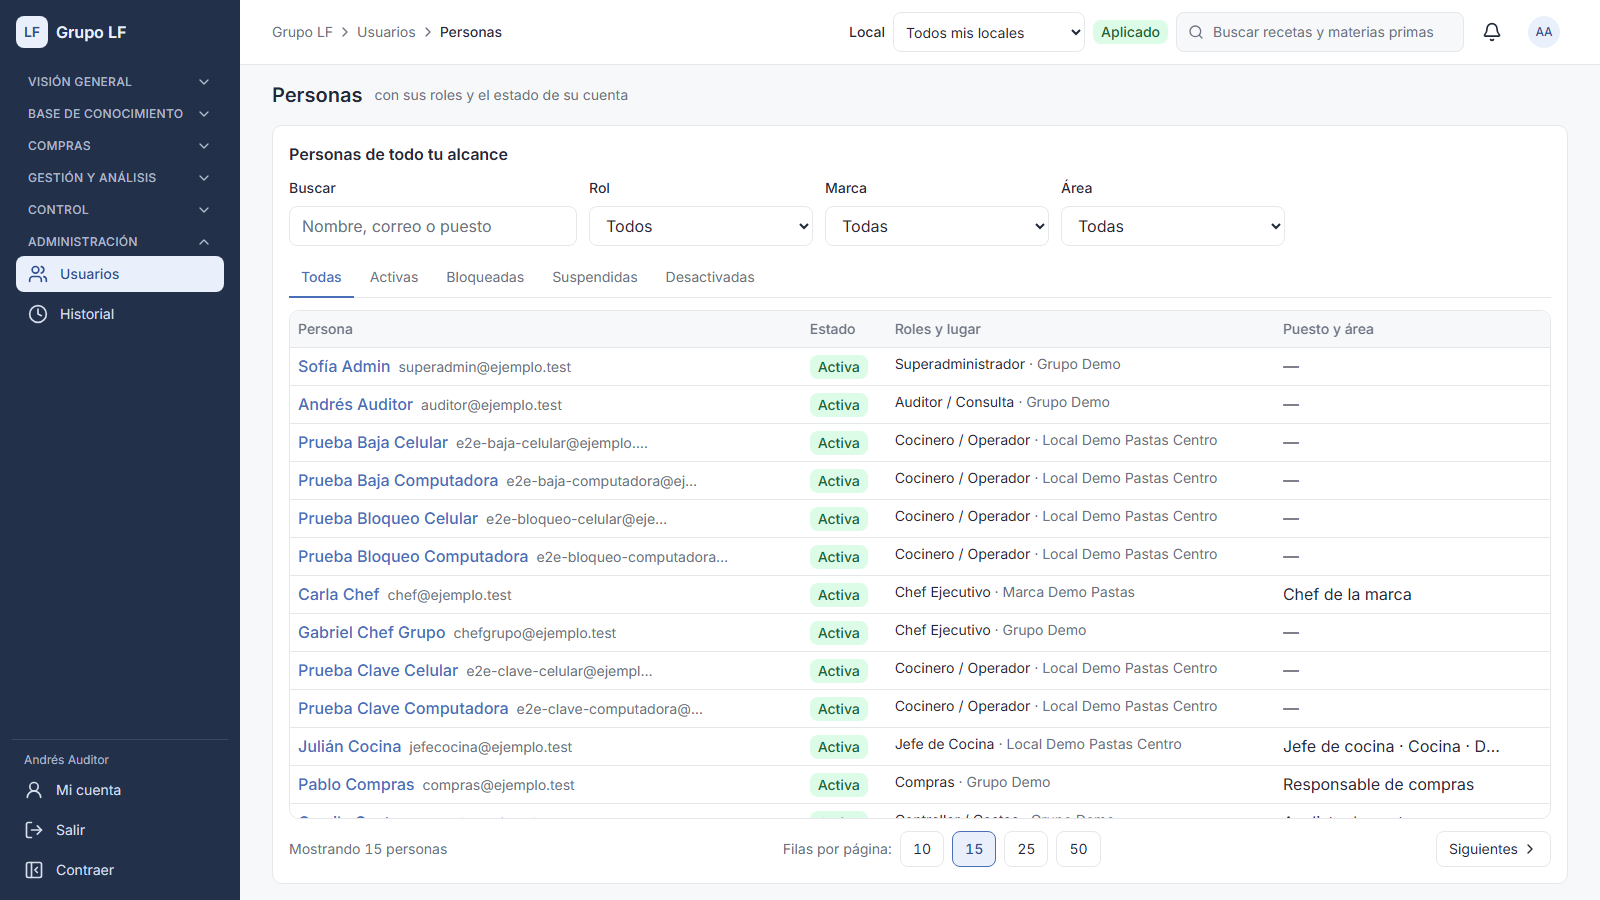 LF Grupo LF
VISIÓN GENERAL
BASE DE CONOCIMIENTO
COMPRAS
GESTIÓN Y ANÁLISIS
CONTROL
ADMINISTRACIÓN
Usuarios
Historial
Andrés Auditor
Mi cuenta
Salir
Contraer
Grupo LF > Usuarios > Personas
Local Todos mis locales Aplicado Buscar recetas y materias primas AA
Personas con sus roles y el estado de su cuenta
Personas de todo tu alcance
Buscar Rol Marca Área
Nombre, correo o puesto Todos Todas Todas
Todas Activas Bloqueadas Suspendidas Desactivadas
Persona Estado Roles y lugar Puesto y área
Sofía Admin superadmin@ejemplo.test Activa Superadministrador · Grupo Demo —
Andrés Auditor auditor@ejemplo.test Activa Auditor / Consulta · Grupo Demo —
Prueba Baja Celular e2e-baja-celular@ejemplo.... Activa Cocinero / Operador · Local Demo Pastas Centro —
Prueba Baja Computadora e2e-baja-computadora@ej... Activa Cocinero / Operador · Local Demo Pastas Centro —
Prueba Bloqueo Celular e2e-bloqueo-celular@eje... Activa Cocinero / Operador · Local Demo Pastas Centro —
Prueba Bloqueo Computadora e2e-bloqueo-computadora... Activa Cocinero / Operador · Local Demo Pastas Centro —
Carla Chef chef@ejemplo.test Activa Chef Ejecutivo · Marca Demo Pastas Chef de la marca
Gabriel Chef Grupo chefgrupo@ejemplo.test Activa Chef Ejecutivo · Grupo Demo —
Prueba Clave Celular e2e-clave-celular@ejempl... Activa Cocinero / Operador · Local Demo Pastas Centro —
Prueba Clave Computadora e2e-clave-computadora@... Activa Cocinero / Operador · Local Demo Pastas Centro —
Julián Cocina jefecocina@ejemplo.test Activa Jefe de Cocina · Local Demo Pastas Centro Jefe de cocina · Cocina · D...
Pablo Compras compras@ejemplo.test Activa Compras · Grupo Demo Responsable de compras
Mostrando 15 personas Filas por página: 10 15 25 50 Siguientes >